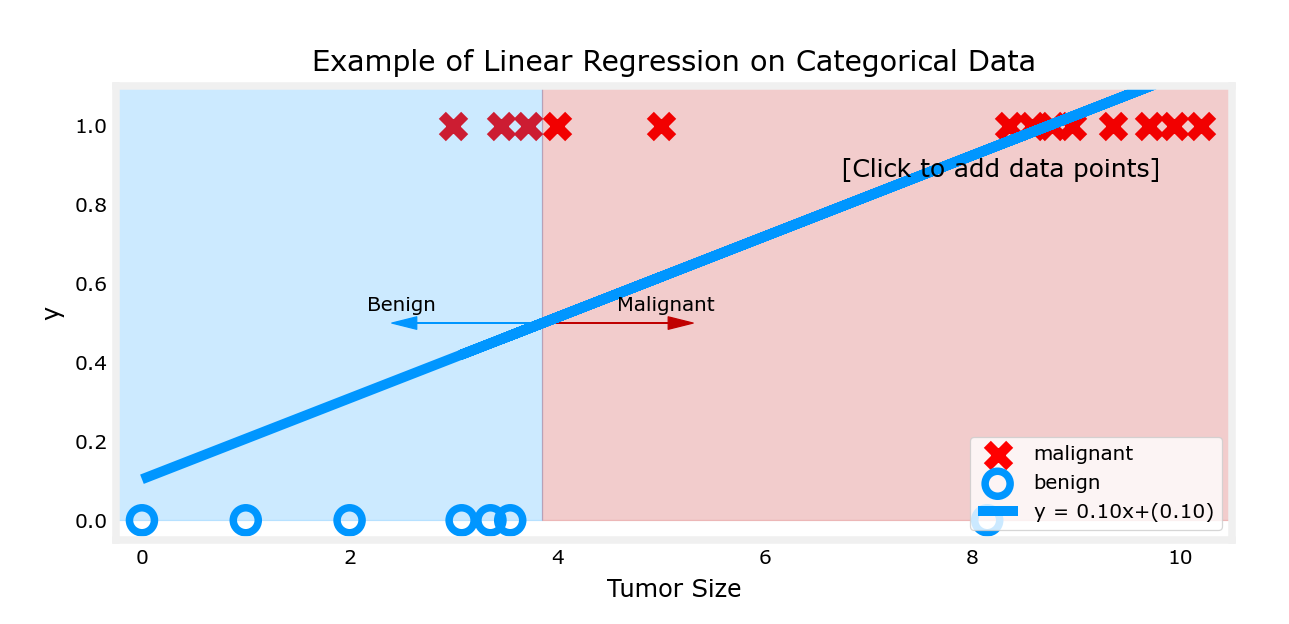 Example of Linear Regression on Categorical Data
1.0
[Click to add data points]
0.8
0.6
Benign
Malignant
y
0.4
0.2
malignant
benign
y = 0.10x+(0.10)
0.0
0 2 4 6 8 10
Tumor Size